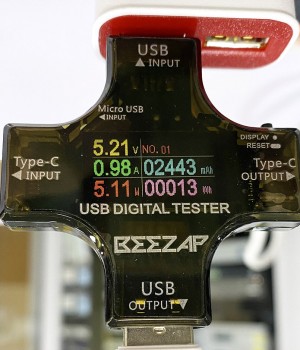 USB
▲INPUT
Micro USB
◀INPUT
DISPLAY
RESET
5.21 V NO. 01
0.98 A 02443 mAh
5.11 W 00013 Wh
Type-C
◀INPUT
Type-C
OUTPUT▶
USB DIGITAL TESTER
BEEZAP
USB
OUTPUT▼